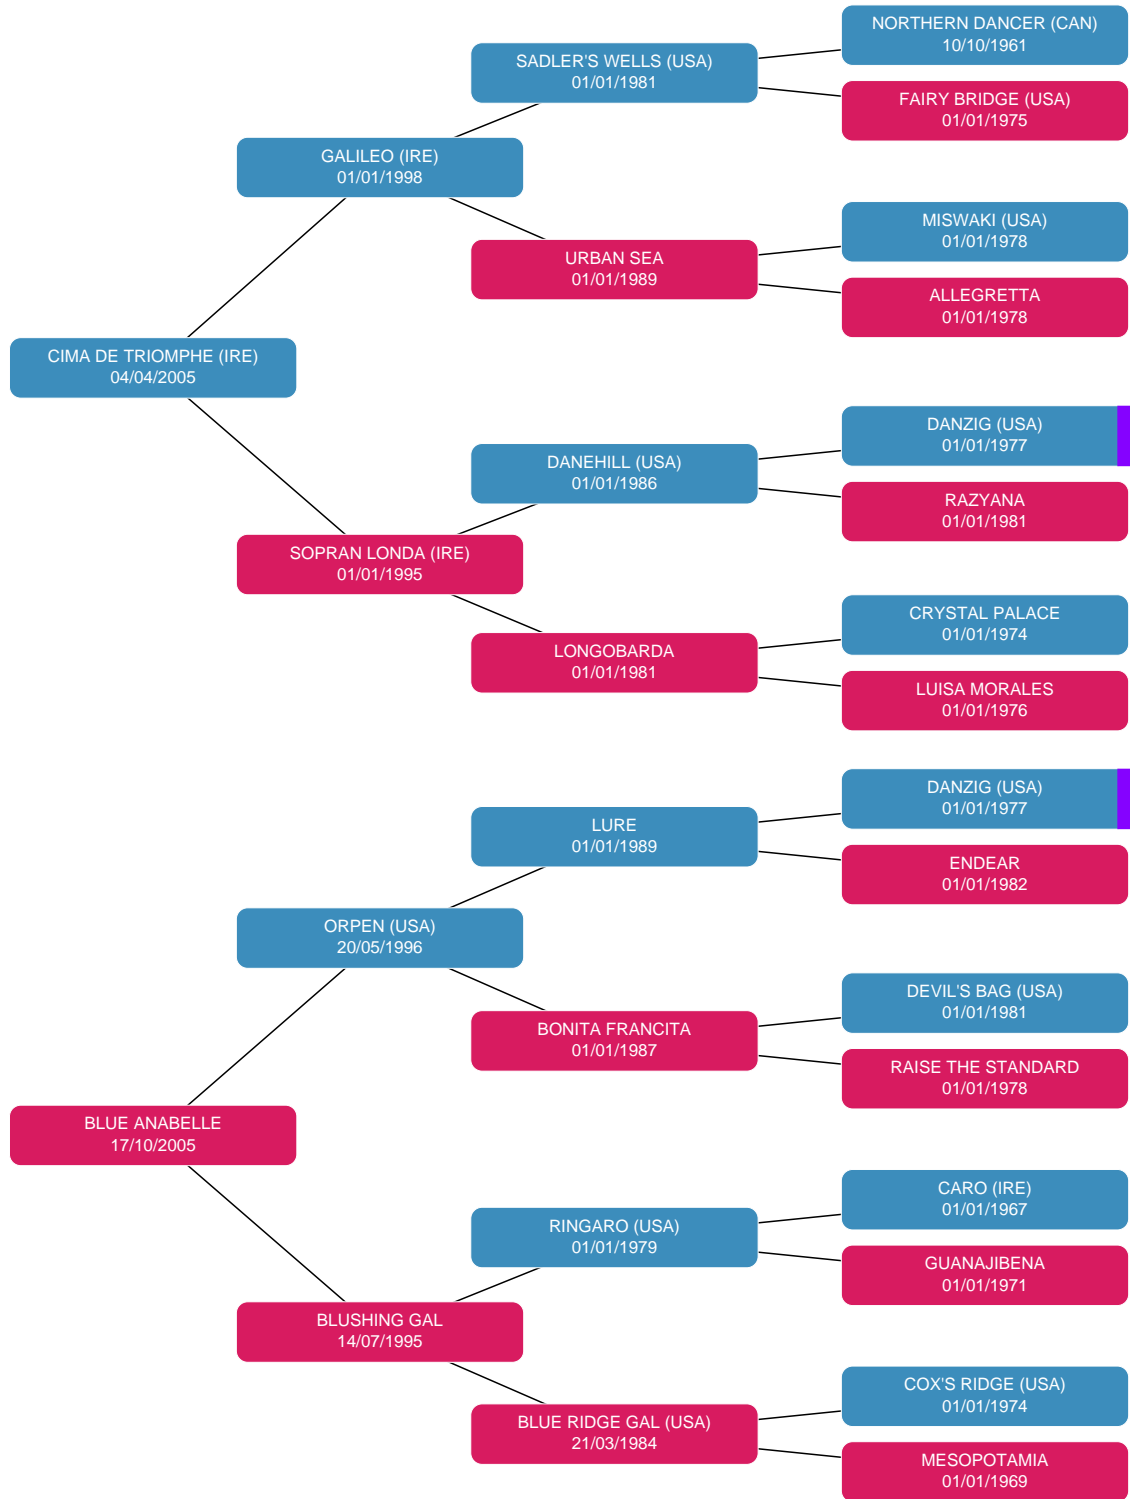 NORTHERN DANCER (CAN)
10/10/1961
SADLER'S WELLS (USA)
01/01/1981
FAIRY BRIDGE (USA)
01/01/1975
GALILEO (IRE)
01/01/1998
MISWAKI (USA)
01/01/1978
URBAN SEA
01/01/1989
ALLEGRETTA
01/01/1978
CIMA DE TRIOMPHE (IRE)
04/04/2005
DANZIG (USA)
01/01/1977
DANEHILL (USA)
01/01/1986
RAZYANA
01/01/1981
SOPRAN LONDA (IRE)
01/01/1995
CRYSTAL PALACE
01/01/1974
LONGOBARDA
01/01/1981
LUISA MORALES
01/01/1976
DANZIG (USA)
01/01/1977
LURE
01/01/1989
ENDEAR
01/01/1982
ORPEN (USA)
20/05/1996
DEVIL'S BAG (USA)
01/01/1981
BONITA FRANCITA
01/01/1987
RAISE THE STANDARD
01/01/1978
BLUE ANABELLE
17/10/2005
CARO (IRE)
01/01/1967
RINGARO (USA)
01/01/1979
GUANAJIBENA
01/01/1971
BLUSHING GAL
14/07/1995
COX'S RIDGE (USA)
01/01/1974
BLUE RIDGE GAL (USA)
21/03/1984
MESOPOTAMIA
01/01/1969